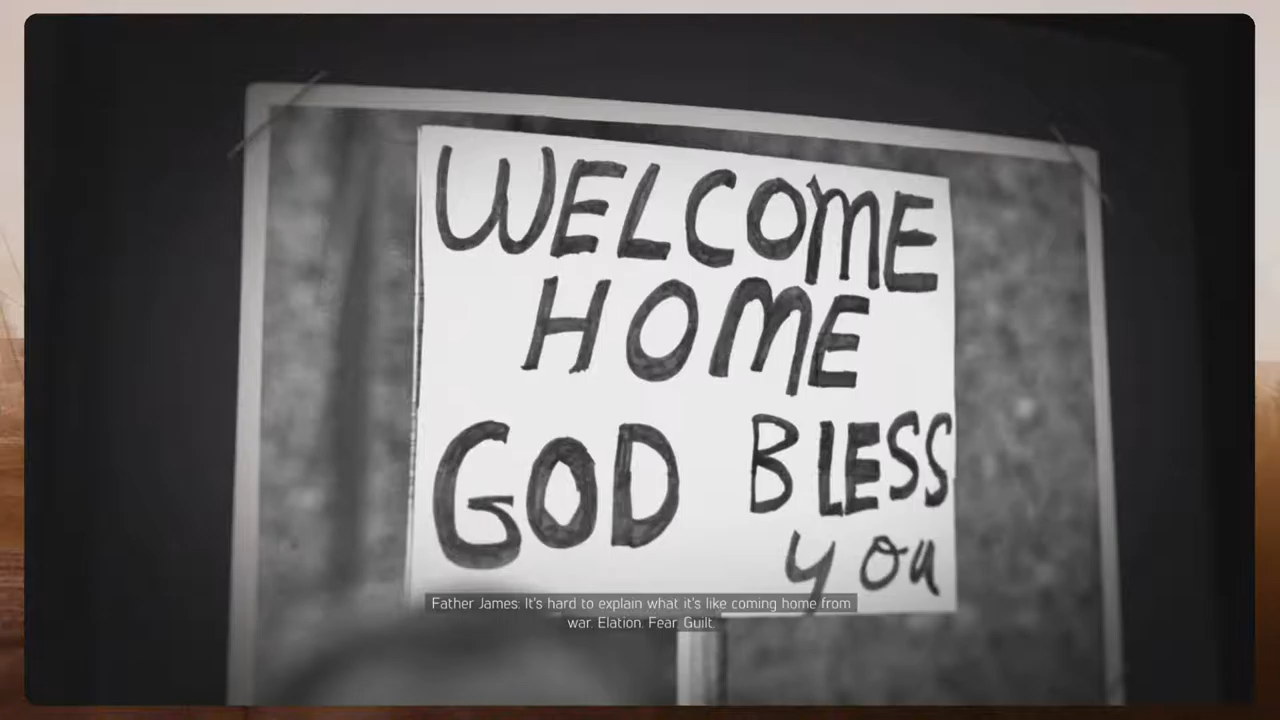 WELCOME
HOME
GOD BLESS
you
Father James: It's hard to explain what it's like coming home from
war. Elation. Fear. Guilt.